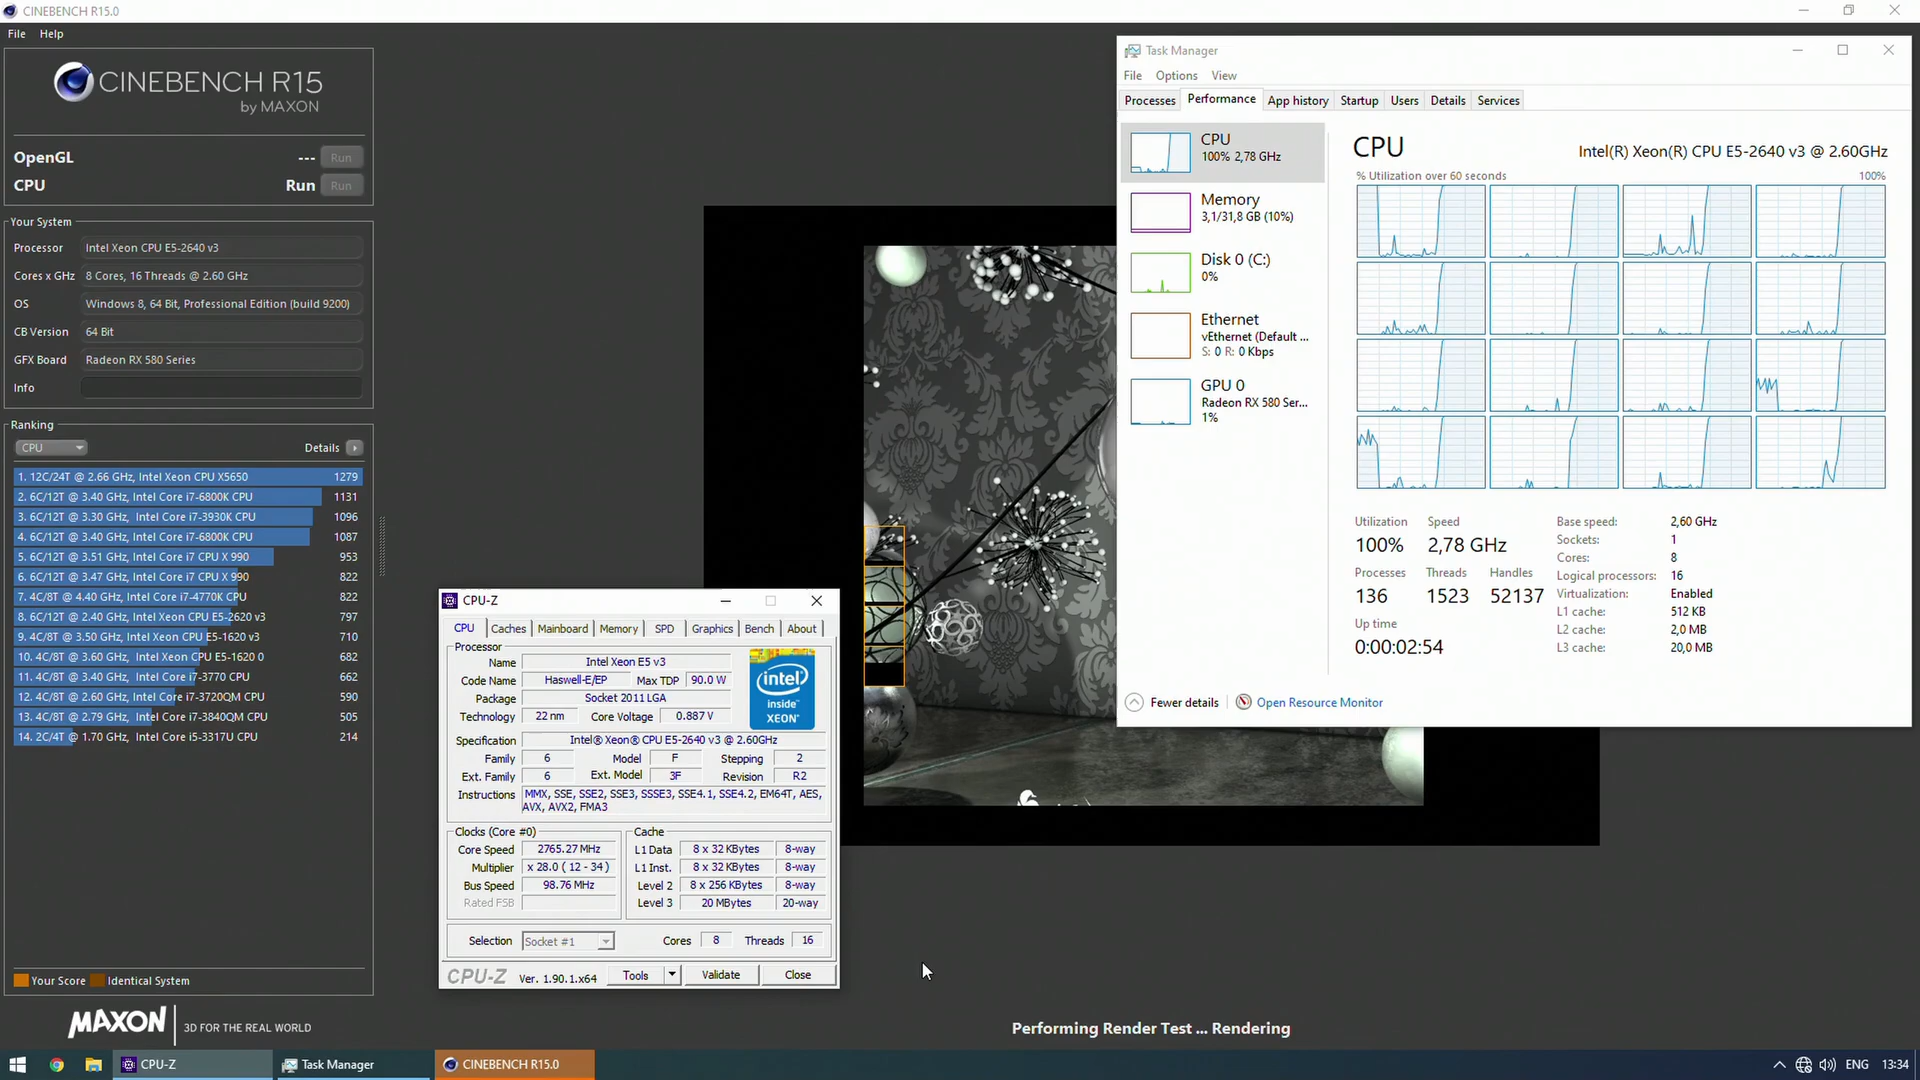 CINEBENCH R15.0
File Help
CINEBENCH R15
by MAXON
OpenGL --- Run
CPU Run Run
Your System
Processor Intel Xeon CPU E5-2640 v3
Cores x GHz 8 Cores, 16 Threads @ 2.60 GHz
OS Windows 8, 64 Bit, Professional Edition (build 9200)
CB Version 64 Bit
GFX Board Radeon RX 580 Series
Info
Ranking
CPU Details
1. 12C/24T @ 2.66 GHz, Intel Xeon CPU X5650 1279
2. 6C/12T @ 3.40 GHz, Intel Core i7-6800K CPU 1131
3. 6C/12T @ 3.30 GHz, Intel Core i7-3930K CPU 1096
4. 6C/12T @ 3.40 GHz, Intel Core i7-6800K CPU 1087
5. 6C/12T @ 3.51 GHz, Intel Core i7 CPU X 990 953
6. 6C/12T @ 3.47 GHz, Intel Core i7 CPU X 990 822
7. 4C/8T @ 4.40 GHz, Intel Core i7-4770K CPU 822
8. 6C/12T @ 2.40 GHz, Intel Xeon CPU E5-2620 v3 797
9. 4C/8T @ 3.50 GHz, Intel Xeon CPU E5-1620 v3 710
10. 4C/8T @ 3.60 GHz, Intel Xeon CPU E5-1620 0 682
11. 4C/8T @ 3.40 GHz, Intel Core i7-3770 CPU 662
12. 4C/8T @ 2.60 GHz, Intel Core i7-3720QM CPU 590
13. 4C/8T @ 2.79 GHz, Intel Core i7-3840QM CPU 505
14. 2C/4T @ 1.70 GHz, Intel Core i5-3317U CPU 214
Your Score Identical System
MAXON 3D FOR THE REAL WORLD
CPU-Z
CPU Caches Mainboard Memory SPD Graphics Bench About
Processor
Name Intel Xeon E5 v3
Code Name Haswell-E/EP Max TDP 90.0 W
Package Socket 2011 LGA
Technology 22 nm Core Voltage 0.887 V
intel
inside™
XEON®
Specification Intel® Xeon® CPU E5-2640 v3 @ 2.60GHz
Family 6 Model F Stepping 2
Ext. Family 6 Ext. Model 3F Revision R2
Instructions MMX, SSE, SSE2, SSE3, SSSE3, SSE4.1, SSE4.2, EM64T, AES,
AVX, AVX2, FMA3
Clocks (Core #0)
Core Speed 2765.27 MHz
Multiplier x 28.0 ( 12 - 34 )
Bus Speed 98.76 MHz
Rated FSB
Cache
L1 Data 8 x 32 KBytes 8-way
L1 Inst. 8 x 32 KBytes 8-way
Level 2 8 x 256 KBytes 8-way
Level 3 20 MBytes 20-way
Selection Socket #1 Cores 8 Threads 16
CPU-Z Ver. 1.90.1.x64 Tools Validate Close
Task Manager
File Options View
Processes Performance App history Startup Users Details Services
CPU
100% 2,78 GHz
Memory
3,1/31,8 GB (10%)
Disk 0 (C:)
0%
Ethernet
vEthernet (Default ...
S: 0 R: 0 Kbps
GPU 0
Radeon RX 580 Ser...
1%
CPU Intel(R) Xeon(R) CPU E5-2640 v3 @ 2.60GHz
% Utilization over 60 seconds 100%
Utilization Speed
100% 2,78 GHz
Processes Threads Handles
136 1523 52137
Up time
0:00:02:54
Base speed: 2,60 GHz
Sockets: 1
Cores: 8
Logical processors: 16
Virtualization: Enabled
L1 cache: 512 KB
L2 cache: 2,0 MB
L3 cache: 20,0 MB
Fewer details Open Resource Monitor
Performing Render Test ... Rendering
CPU-Z Task Manager CINEBENCH R15.0 ENG 13:34